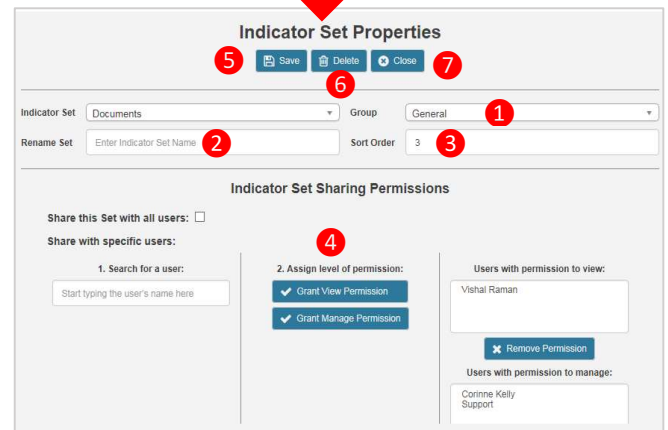 Indicator Set Properties
5 Save Delete Close 7
6
Indicator Set Documents Group General 1
Rename Set Enter Indicator Set Name 2 Sort Order 3 3
Indicator Set Sharing Permissions
Share this Set with all users:
Share with specific users:
4
1. Search for a user: 2. Assign level of permission: Users with permission to view:
Start typing the user's name here Grant View Permission Vishal Raman
Grant Manage Permission
Remove Permission
Users with permission to manage:
Corinne Kelly
Support